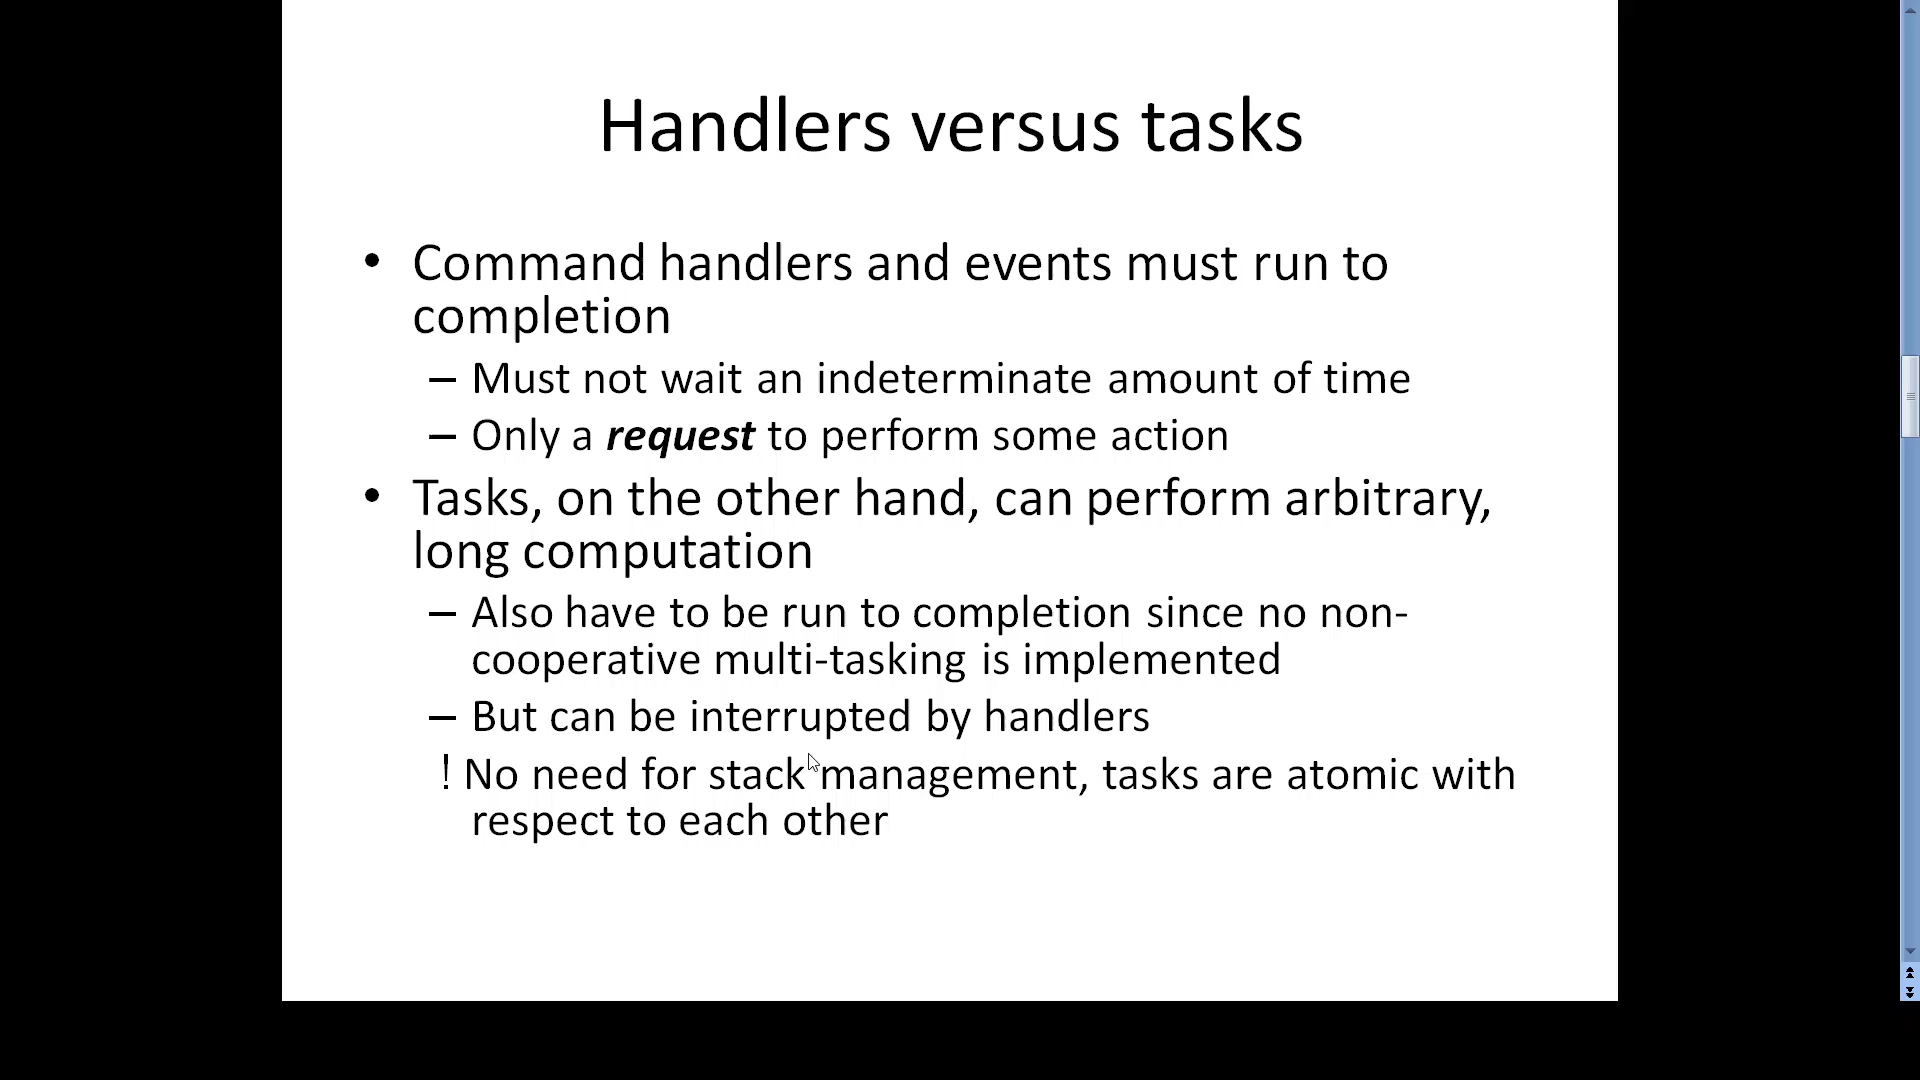 Handlers versus tasks
• Command handlers and events must run to
completion
– Must not wait an indeterminate amount of time
– Only a request to perform some action
• Tasks, on the other hand, can perform arbitrary,
long computation
– Also have to be run to completion since no non-
cooperative multi-tasking is implemented
– But can be interrupted by handlers
! No need for stack management, tasks are atomic with
respect to each other